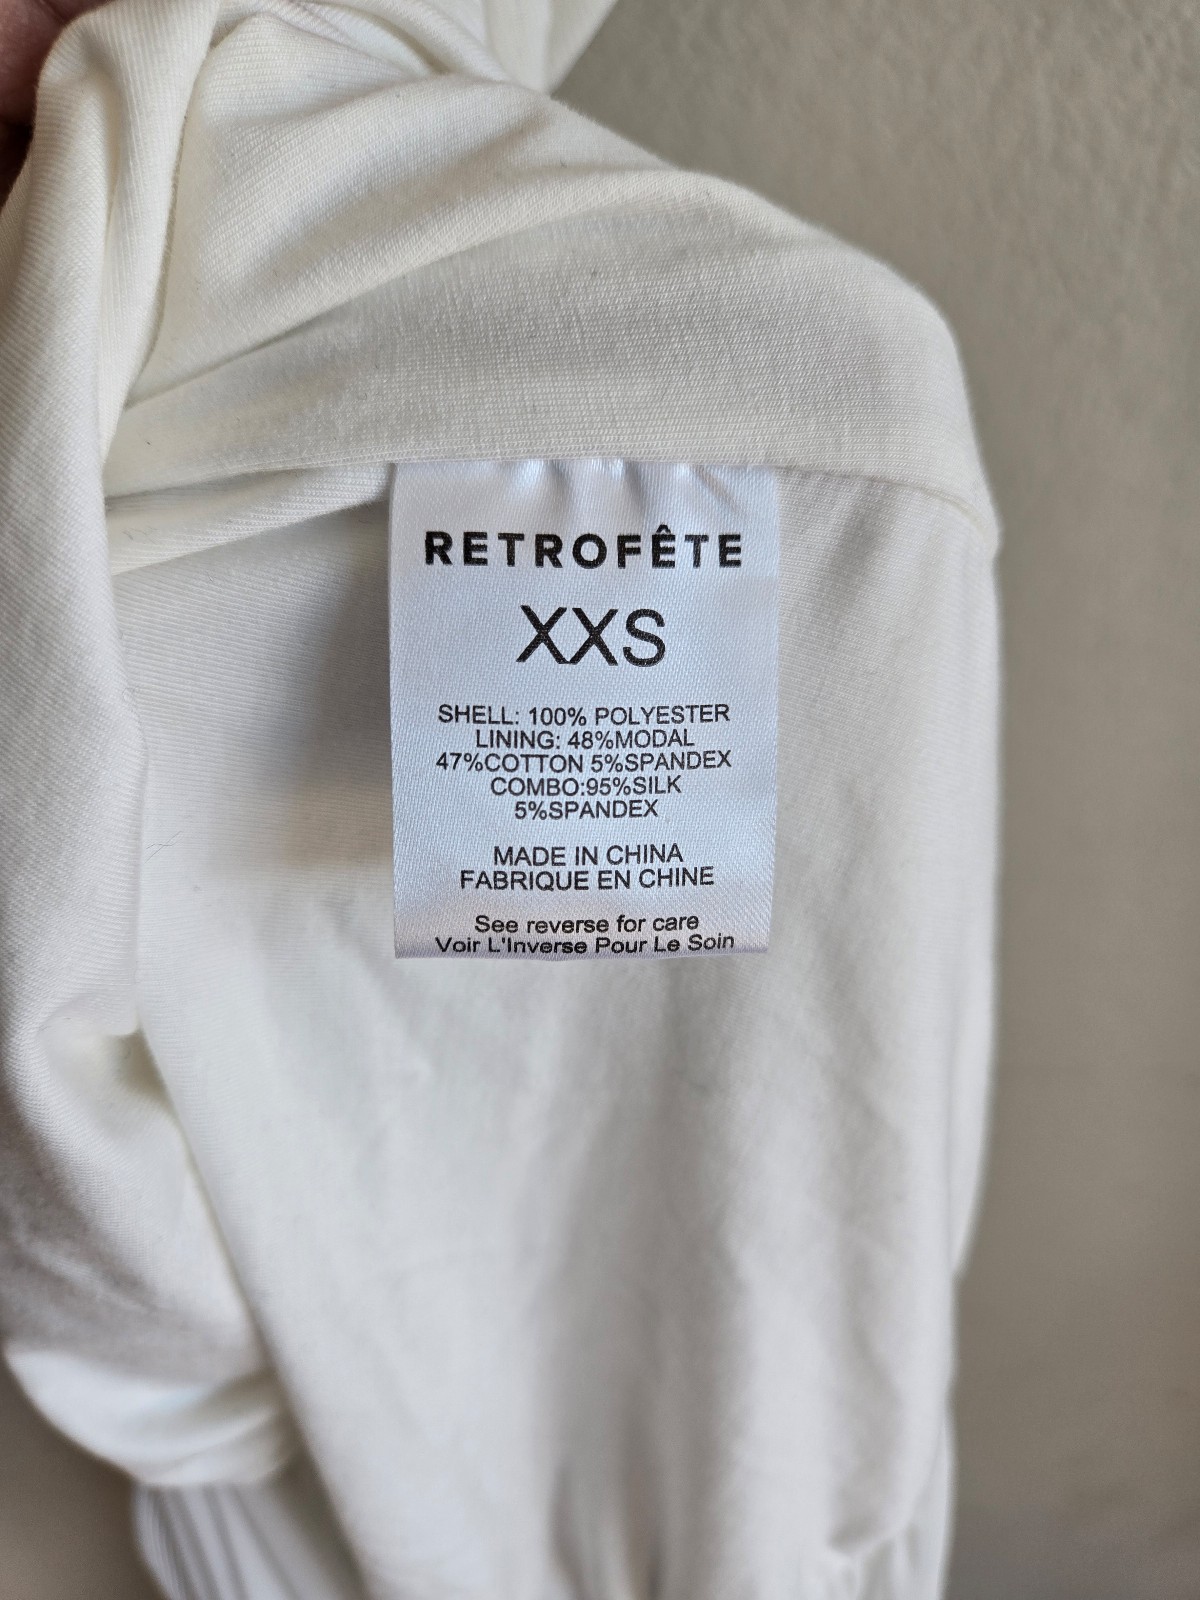 RETROFÊTE
XXS
SHELL: 100% POLYESTER
LINING: 48%MODAL
47%COTTON 5%SPANDEX
COMBO:95%SILK
5%SPANDEX
MADE IN CHINA
FABRIQUE EN CHINE
See reverse for care
Voir L'Inverse Pour Le Soin